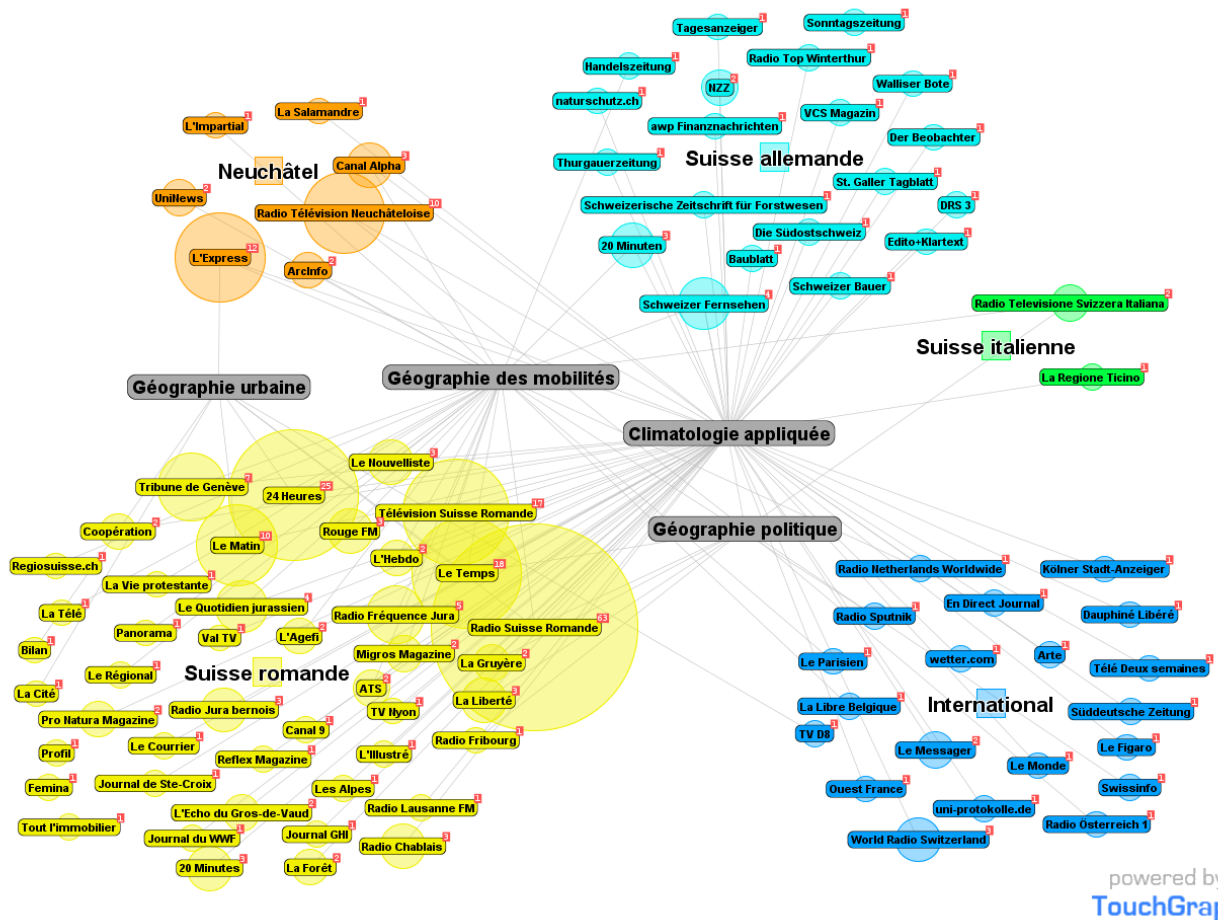 Tagesanzeiger 1
Sonntagszeitung 1
Handelszeitung 1
Radio Top Winterthur 1
NZZ 2
Walliser Bote 1
naturschutz.ch 1
La Salamandre 1
VCS Magazin 1
L'Impartial 1
awp Finanznachrichten 1
Der Beobachter 1
Neuchâtel
Canal Alpha 3
Thurgauerzeitung 1
Suisse allemande
St. Galler Tagblatt 1
UniNews 2
Radio Télévision Neuchâteloise 10
Schweizerische Zeitschrift für Forstwesen 1
DRS 3 1
Die Südostschweiz 1
20 Minuten 3
Edito+Klartext 1
L'Express 12
ArcInfo 2
Baublatt 1
Schweizer Bauer 1
Schweizer Fernsehen 4
Radio Televisione Svizzera Italiana 2
Suisse italienne
La Regione Ticino 1
Géographie urbaine
Géographie des mobilités
Climatologie appliquée
Géographie politique
Le Nouvelliste 3
Tribune de Genève 7
24 Heures 25
Télévision Suisse Romande 17
Coopération 2
Rouge FM 3
Le Matin 10
L'Hebdo 2
Regiosuisse.ch 1
Le Temps 18
La Vie protestante 1
Le Quotidien jurassien 4
La Télé 1
Radio Fréquence Jura 5
Radio Suisse Romande 63
Panorama 1
Val TV 1
L'Agefi 2
Bilan 1
Migros Magazine 2
La Gruyère 2
Le Régional 1
Suisse romande
La Cité 1
ATS 2
La Liberté 3
Pro Natura Magazine 2
Radio Jura bernois 3
TV Nyon 1
Canal 9 1
Radio Fribourg 1
Profil 1
Le Courrier 1
Reflex Magazine 1
L'Illustré 1
Femina 1
Journal de Ste-Croix 1
Les Alpes 1
L'Echo du Gros-de-Vaud 2
Radio Lausanne FM 1
Tout l'immobilier 1
Journal du WWF 1
Journal GHI 1
Radio Chablais 3
20 Minutes 3
La Forêt 2
Radio Netherlands Worldwide 1
Kölner Stadt-Anzeiger 1
En Direct Journal 1
Radio Sputnik 1
Dauphiné Libéré 1
Le Parisien 1
wetter.com 1
Arte 1
Télé Deux semaines 1
La Libre Belgique 1
International
Süddeutsche Zeitung 1
TV D8 1
Le Messager 2
Le Figaro 1
Le Monde 1
Ouest France 1
Swissinfo 1
uni-protokolle.de 1
Radio Österreich 1 1
World Radio Switzerland 3
powered by
TouchGrap